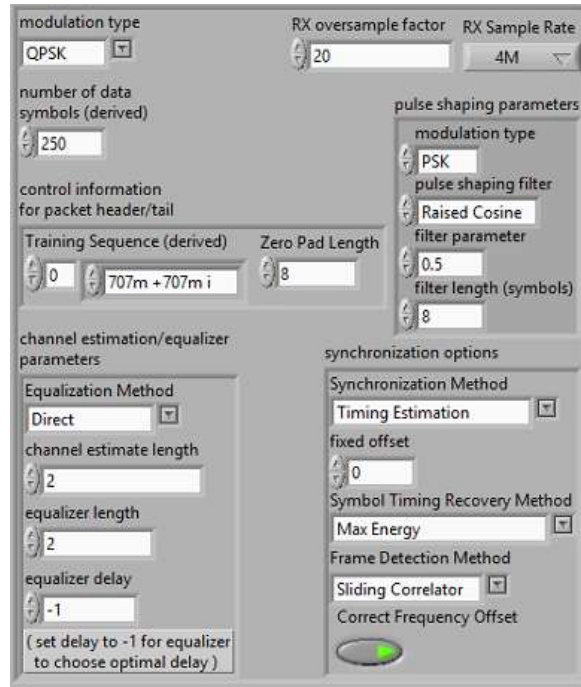 modulation type
QPSK
RX oversample factor
20
RX Sample Rate
4M
number of data
symbols (derived)
250
pulse shaping parameters
modulation type
PSK
pulse shaping filter
Raised Cosine
filter parameter
0.5
filter length (symbols)
8
control information
for packet header/tail
Training Sequence (derived)
0
707m +707m i
Zero Pad Length
8
channel estimation/equalizer
parameters
Equalization Method
Direct
channel estimate length
2
equalizer length
2
equalizer delay
-1
( set delay to -1 for equalizer
to choose optimal delay )
synchronization options
Synchronization Method
Timing Estimation
fixed offset
0
Symbol Timing Recovery Method
Max Energy
Frame Detection Method
Sliding Correlator
Correct Frequency Offset